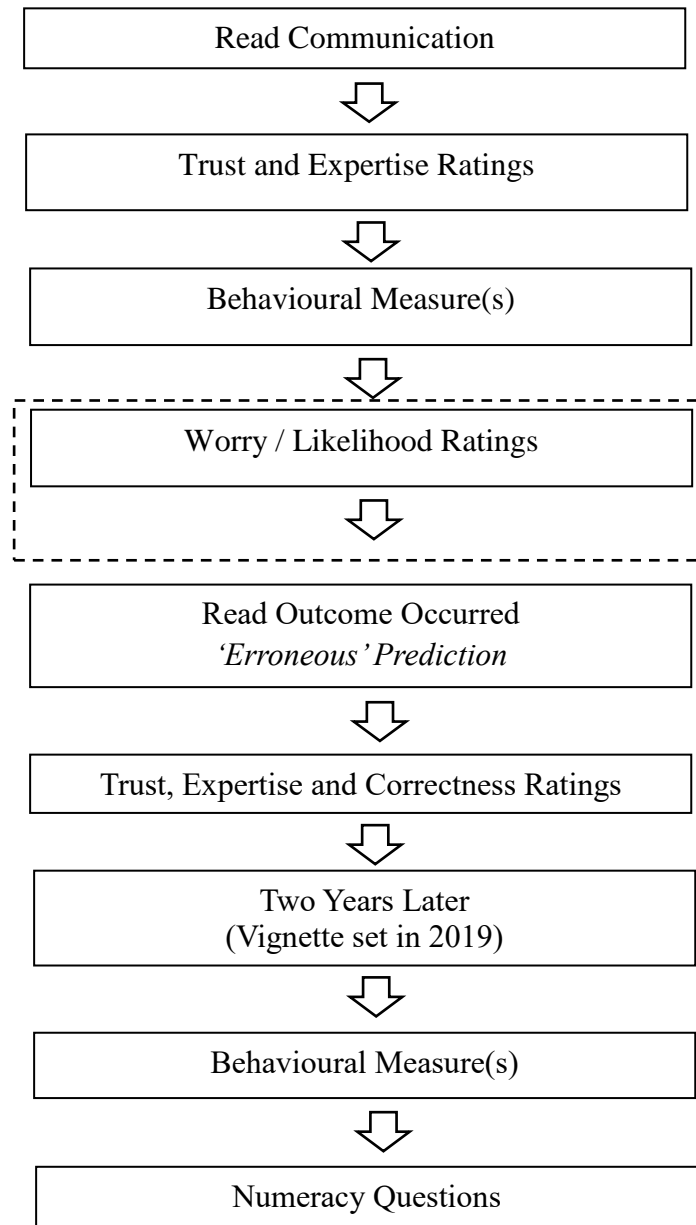 Read Communication
Trust and Expertise Ratings
Behavioural Measure(s)
Worry / Likelihood Ratings
Read Outcome Occurred
‘Erroneous’ Prediction
Trust, Expertise and Correctness Ratings
Two Years Later
(Vignette set in 2019)
Behavioural Measure(s)
Numeracy Questions